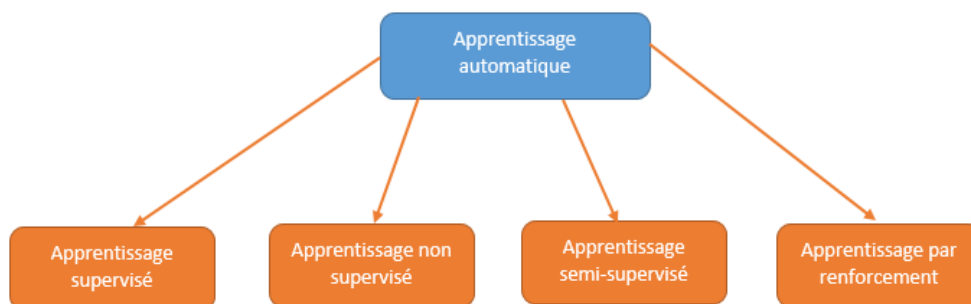 Apprentissage
automatique
Apprentissage
supervisé
Apprentissage non
supervisé
Apprentissage
semi-supervisé
Apprentissage par
renforcement